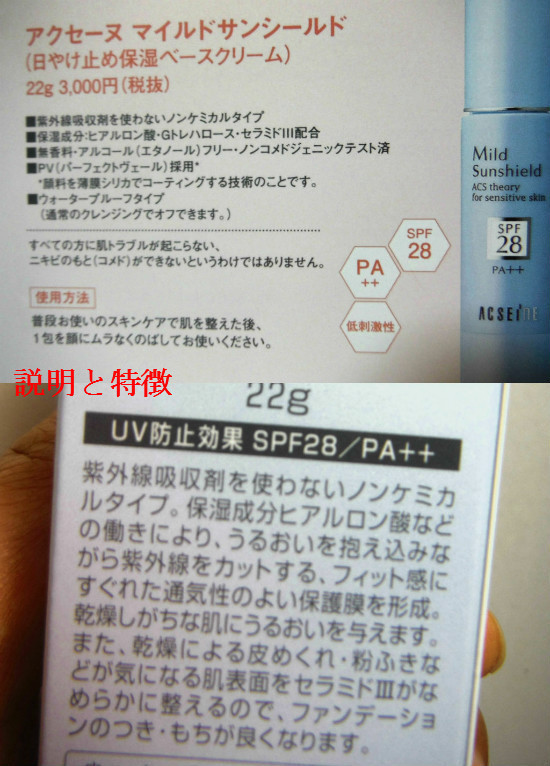 アクセーヌ マイルドサンシールド
(日やけ止め保湿ベースクリーム)
22g 3,000円(税抜)
■紫外線吸収剤を使わないノンケミカルタイプ
■保湿成分:ヒアルロン酸・Gトレハロース・セラミドIII配合
■無香料・アルコール(エタノール)フリー・ノンコメドジェニックテスト済
■PV(パーフェクトヴェール)採用*
*顔料を薄膜シリカでコーティングする技術のことです。
■ウォータープルーフタイプ
(通常のクレンジングでオフできます。)
すべての方に肌トラブルが起こらない、
ニキビのもと(コメド)ができないというわけではありません。
使用方法
普段お使いのスキンケアで肌を整えた後、
1包を顔にムラなくのばしてお使いください。
SPF
28
PA
++
低刺激性
Mild
Sunshield
ACS theory
for sensitive skin
SPF
28
PA++
ACSEINE
説明と特徴
22g
UV防止効果 SPF28/PA++
紫外線吸収剤を使わないノンケミカ
ルタイプ。保湿成分ヒアルロン酸など
の働きにより、うるおいを抱え込みな
がら紫外線をカットする、フィット感に
すぐれた通気性のよい保護膜を形成。
乾燥しがちな肌にうるおいを与えます。
また、乾燥による皮めくれ・粉ふきな
どが気になる肌表面をセラミドIIIがな
めらかに整えるので、ファンデーショ
ンのつき・もちが良くなります。